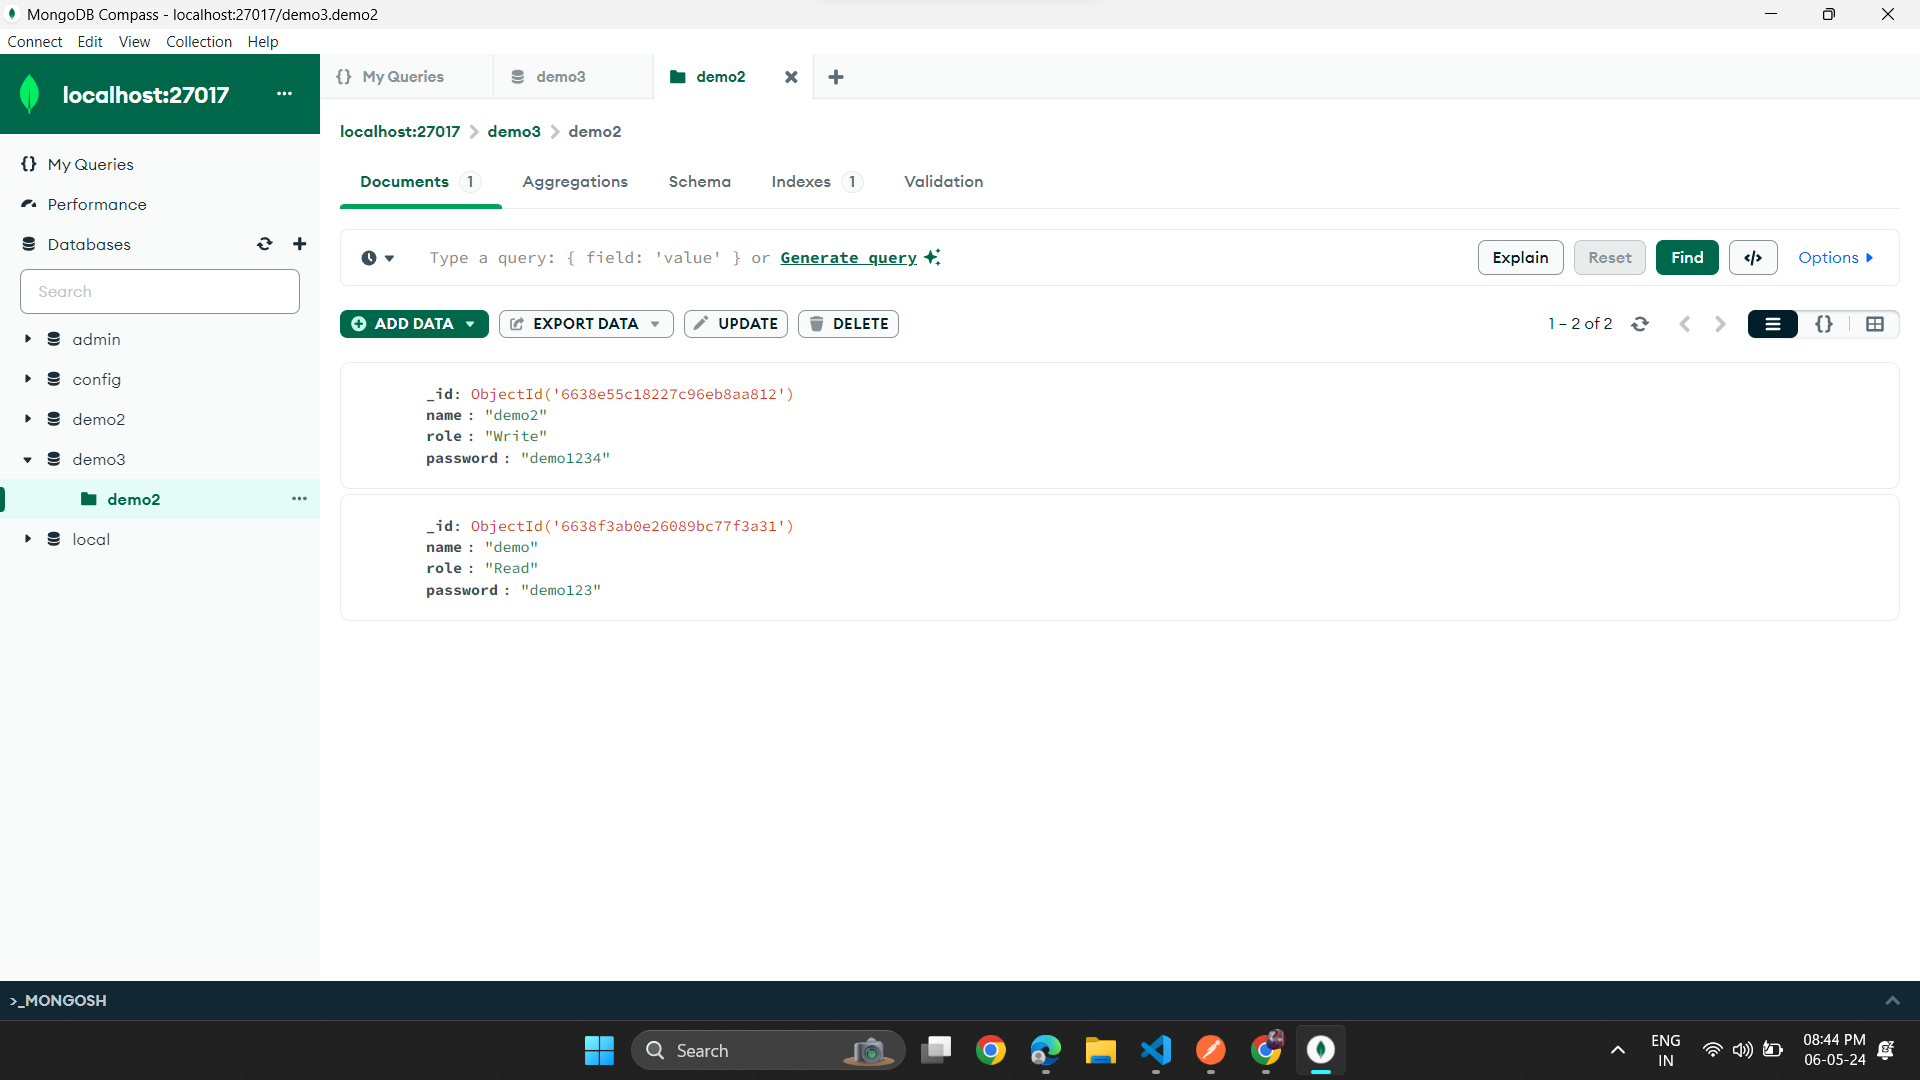 MongoDB Compass - localhost:27017/demo3.demo2
Connect Edit View Collection Help
localhost:27017
My Queries
Performance
Databases
Search
admin
config
demo2
demo3
demo2
local
{} My Queries demo3 demo2
localhost:27017 > demo3 > demo2
Documents 1 Aggregations Schema Indexes 1 Validation
Type a query: { field: 'value' } or Generate query
Explain Reset Find </> Options
ADD DATA EXPORT DATA UPDATE DELETE
1 – 2 of 2
_id: ObjectId('6638e55c18227c96eb8aa812')
name : "demo2"
role : "Write"
password : "demo1234"
_id: ObjectId('6638f3ab0e26089bc77f3a31')
name : "demo"
role : "Read"
password : "demo123"
>_MONGOSH
Search
ENG
IN
08:44 PM
06-05-24